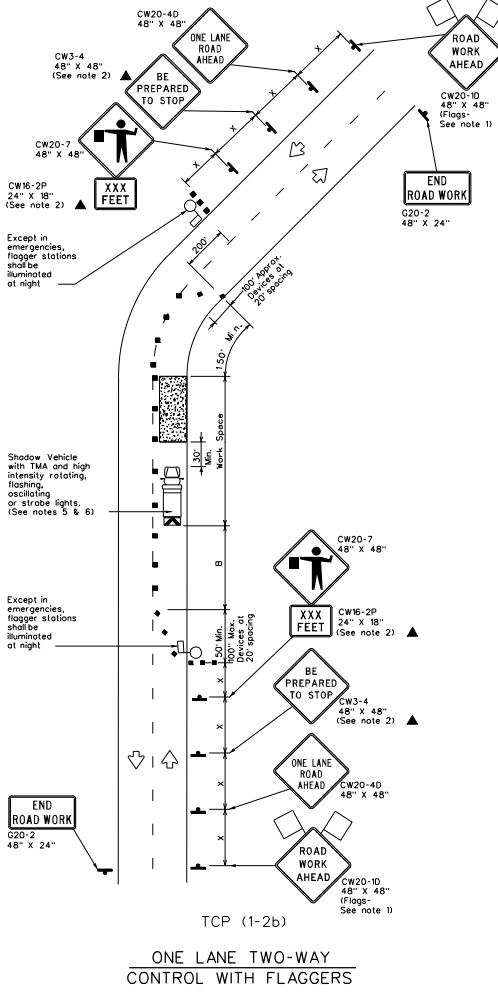 CW20-4D
48" X 48"
ONE LANE
ROAD
AHEAD
ROAD
WORK
AHEAD
CW3-4
48" X 48"
(See note 2) ▲
BE
PREPARED
TO STOP
X
X
X
X
CW20-1D
48" X 48"
(Flags-
See note 1)
CW20-7
48" X 48"
CW16-2P
24" X 18"
(See note 2) ▲
XXX
FEET
END
ROAD WORK
G20-2
48" X 24"
Except in
emergencies,
flagger stations
shall be
illuminated
at night
200'
100' Approx.
Devices at
20' spacing
150' Min.
Work Space
30'
Min.
Shadow Vehicle
with TMA and high
intensity rotating,
flashing,
oscillating
or strobe lights.
(See notes 5 & 6)
B
CW20-7
48" X 48"
Except in
emergencies,
flagger stations
shall be
illuminated
at night
50' Min.
100" Max.
Devices at
20' spacing
XXX
FEET
CW16-2P
24" X 18"
(See note 2) ▲
X
BE
PREPARED
TO STOP
CW3-4
48" X 48"
(See note 2) ▲
X
ONE LANE
ROAD
AHEAD
CW20-4D
48" X 48"
X
X
END
ROAD WORK
G20-2
48" X 24"
ROAD
WORK
AHEAD
CW20-1D
48" X 48"
(Flags-
See note 1)
TCP (1-2b)
ONE LANE TWO-WAY
CONTROL WITH FLAGGERS